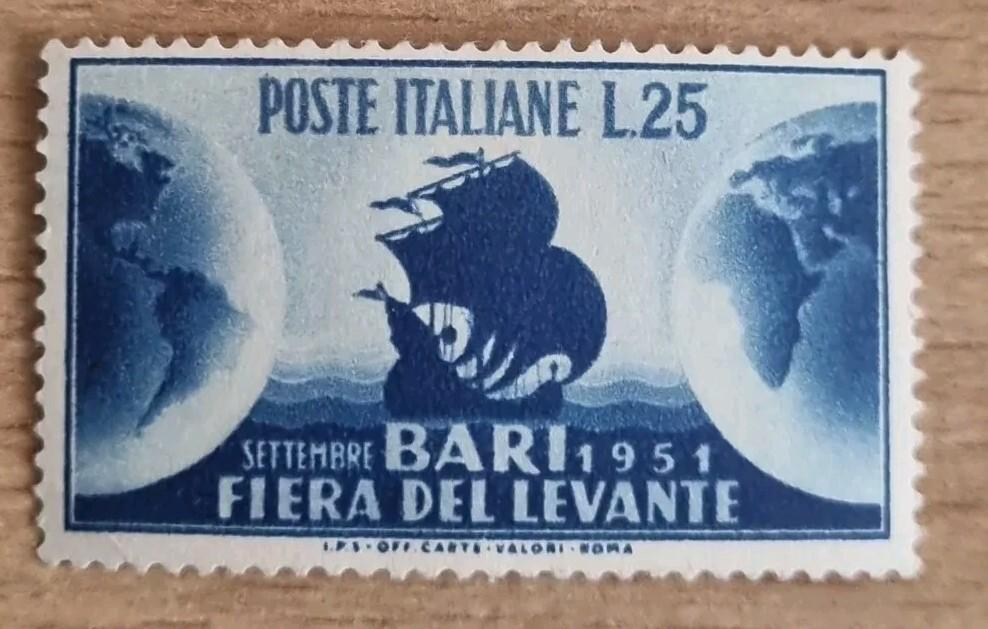 POSTE ITALIANE L.25
SETTEMBRE BARI 1951
FIERA DEL LEVANTE
I.P.S·OFF.CARTE·VALORI·ROMA